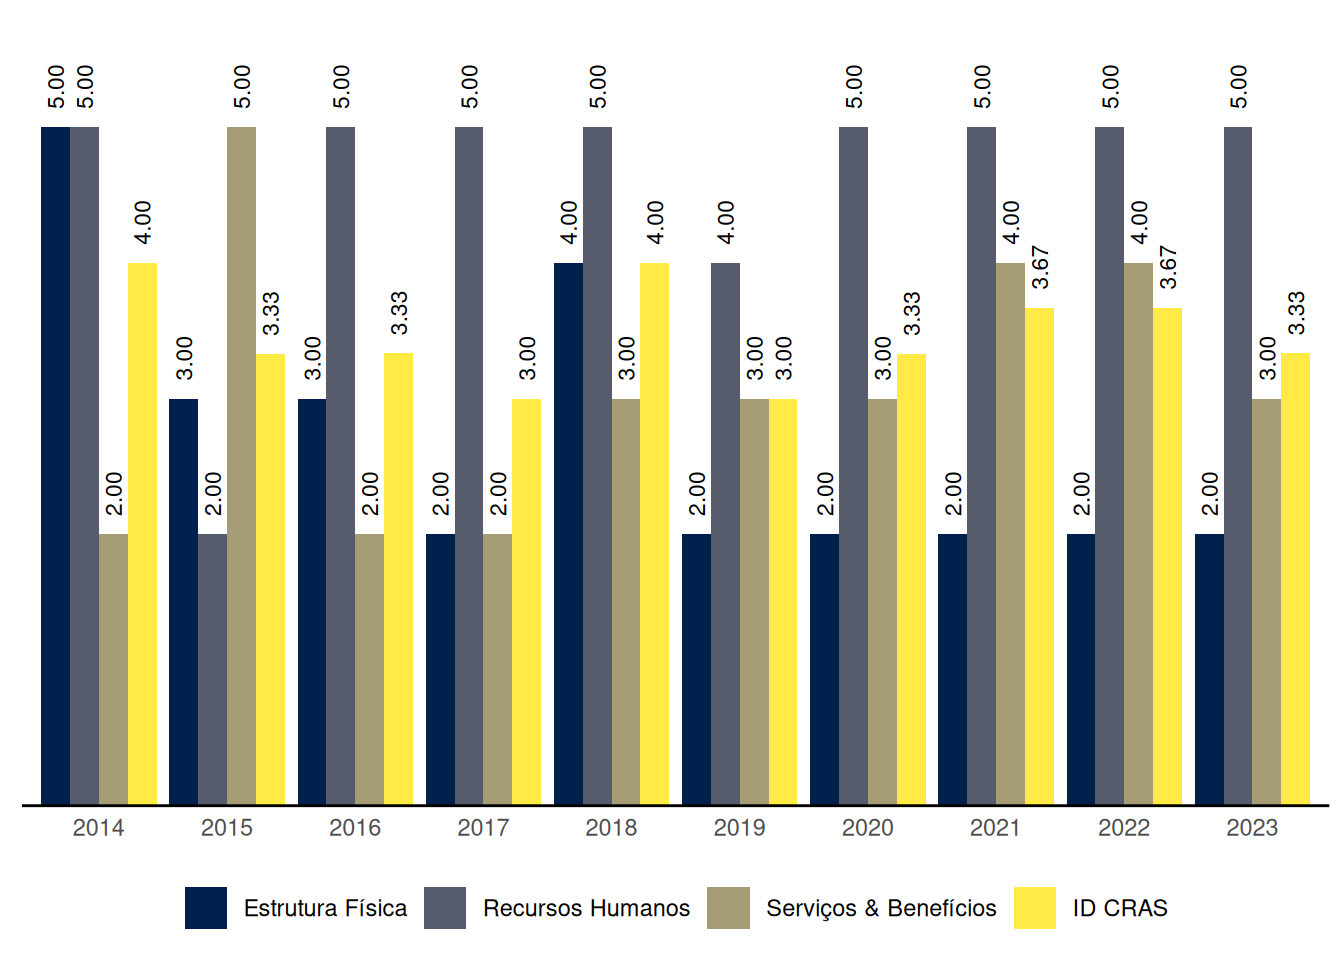 5.00 5.00 2.00 4.00
3.00 2.00 5.00 3.33
3.00 5.00 2.00 3.33
2.00 5.00 2.00 3.00
4.00 5.00 3.00 4.00
2.00 4.00 3.00 3.00
2.00 5.00 3.00 3.33
2.00 5.00 4.00 3.67
2.00 5.00 4.00 3.67
2.00 5.00 3.00 3.33
2014 2015 2016 2017 2018 2019 2020 2021 2022 2023
Estrutura Física Recursos Humanos Serviços & Benefícios ID CRAS